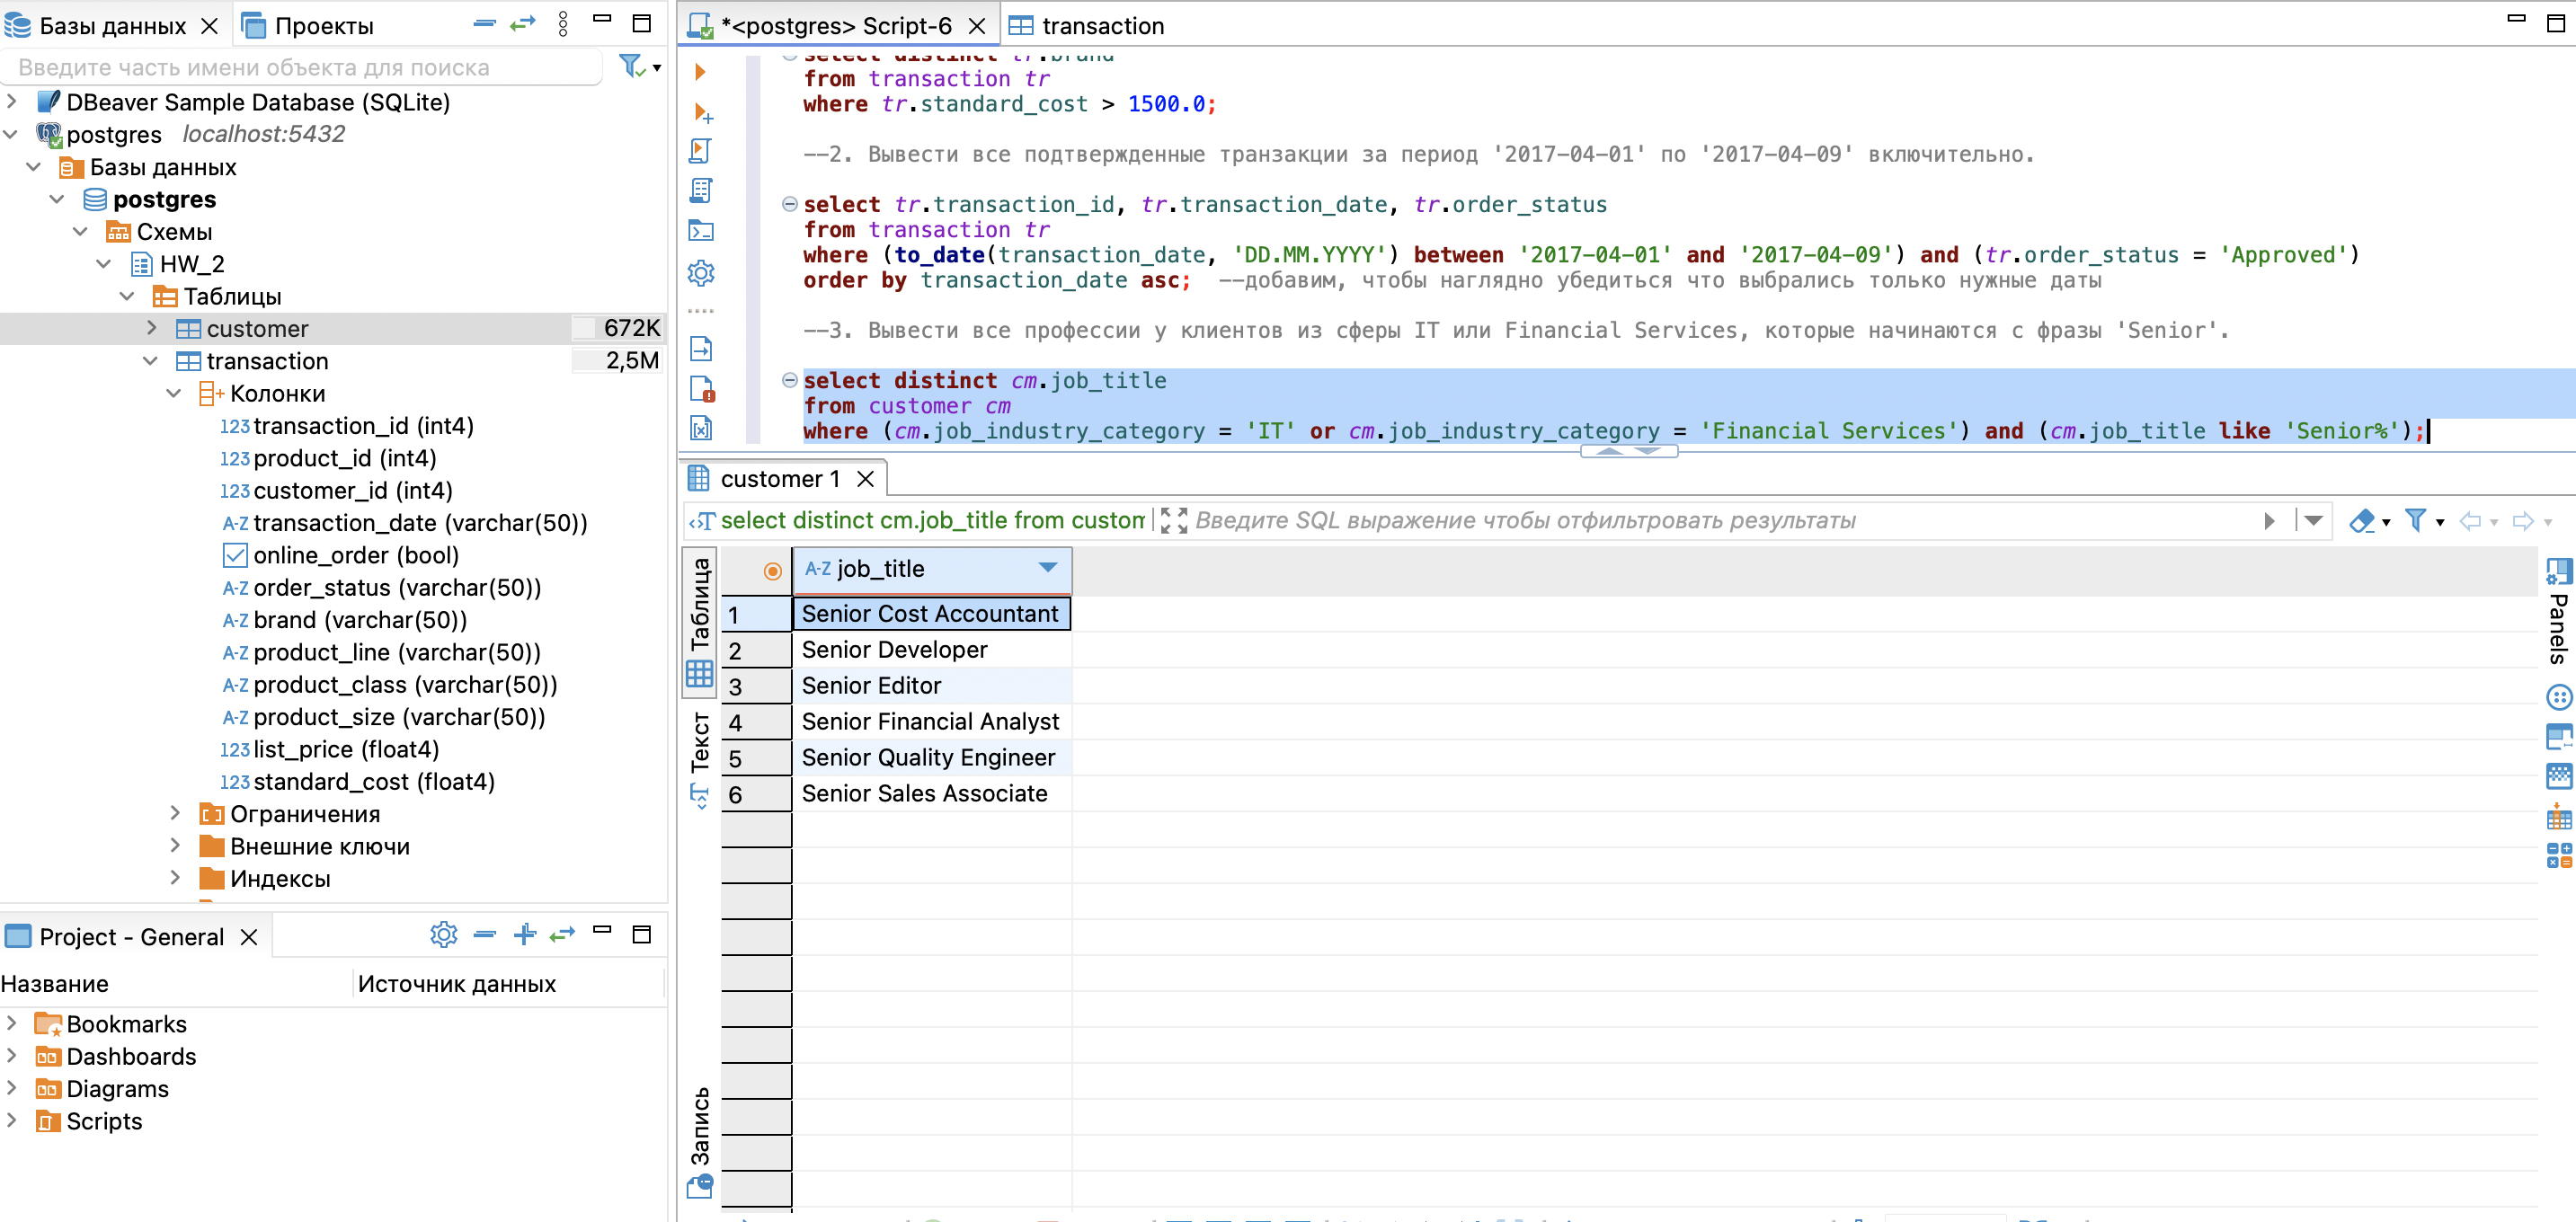 Базы данных
Проекты
Введите часть имени объекта для поиска
DBeaver Sample Database (SQLite)
postgres localhost:5432
Базы данных
postgres
Схемы
HW_2
Таблицы
customer 672K
transaction 2,5M
Колонки
123 transaction_id (int4)
123 product_id (int4)
123 customer_id (int4)
A-Z transaction_date (varchar(50))
online_order (bool)
A-Z order_status (varchar(50))
A-Z brand (varchar(50))
A-Z product_line (varchar(50))
A-Z product_class (varchar(50))
A-Z product_size (varchar(50))
123 list_price (float4)
123 standard_cost (float4)
Ограничения
Внешние ключи
Индексы
Project - General
Название Источник данных
Bookmarks
Dashboards
Diagrams
Scripts
*<postgres> Script-6
transaction
select distinct tr.brand
from transaction tr
where tr.standard_cost > 1500.0;
--2. Вывести все подтвержденные транзакции за период '2017-04-01' по '2017-04-09' включительно.
select tr.transaction_id, tr.transaction_date, tr.order_status
from transaction tr
where (to_date(transaction_date, 'DD.MM.YYYY') between '2017-04-01' and '2017-04-09') and (tr.order_status = 'Approved')
order by transaction_date asc; --добавим, чтобы наглядно убедиться что выбрались только нужные даты
--3. Вывести все профессии у клиентов из сферы IT или Financial Services, которые начинаются с фразы 'Senior'.
select distinct cm.job_title
from customer cm
where (cm.job_industry_category = 'IT' or cm.job_industry_category = 'Financial Services') and (cm.job_title like 'Senior%');
customer 1
select distinct cm.job_title from custom
Введите SQL выражение чтобы отфильтровать результаты
Таблица
Текст
Запись
A-Z job_title
1 Senior Cost Accountant
2 Senior Developer
3 Senior Editor
4 Senior Financial Analyst
5 Senior Quality Engineer
6 Senior Sales Associate
Panels